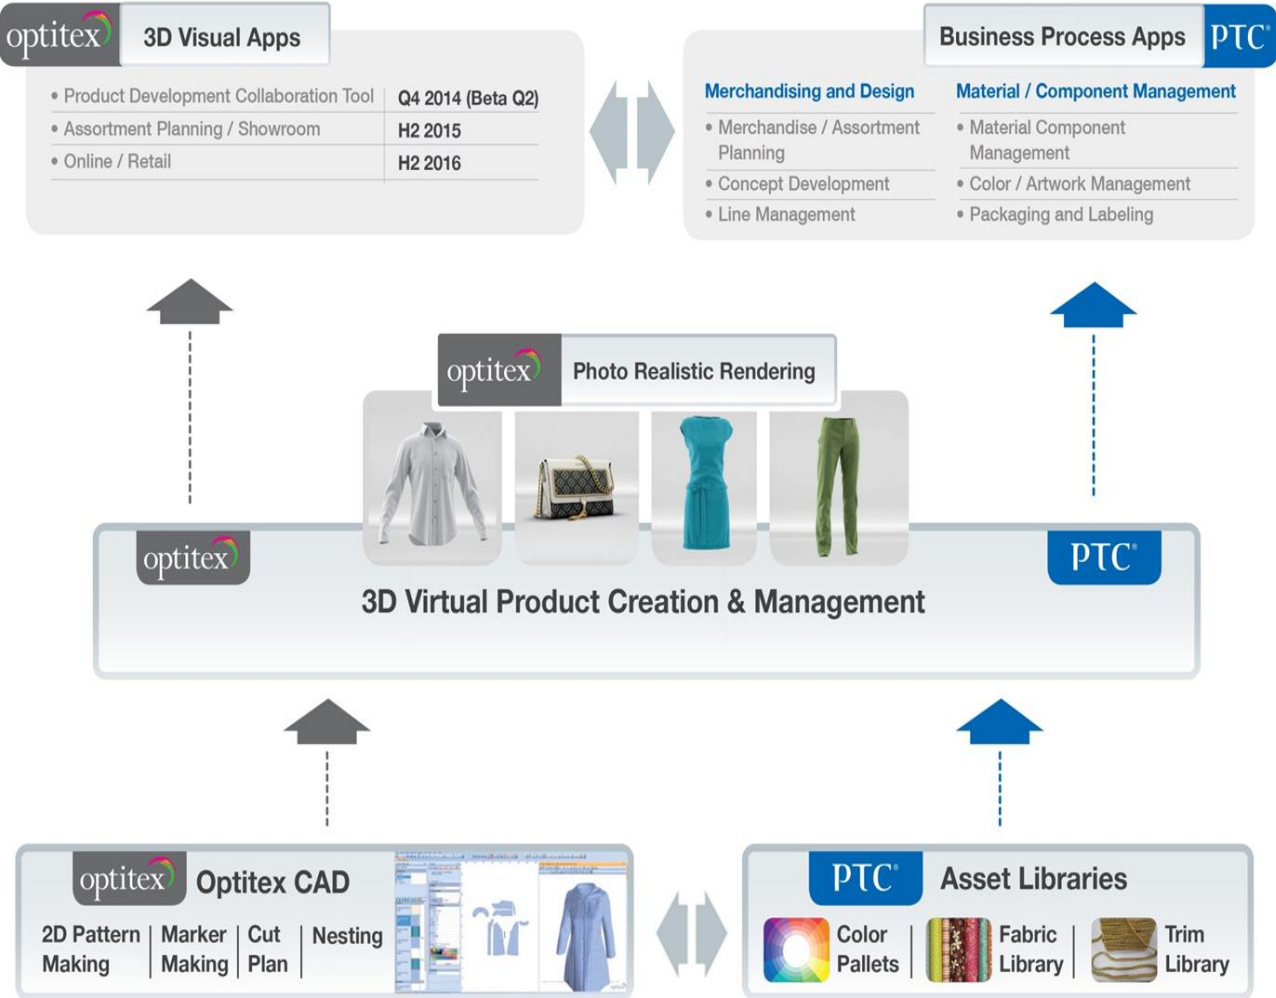 optitex
3D Visual Apps
• Product Development Collaboration Tool Q4 2014 (Beta Q2)
• Assortment Planning / Showroom H2 2015
• Online / Retail H2 2016
Business Process Apps
PTC®
Merchandising and Design
• Merchandise / Assortment
Planning
• Concept Development
• Line Management
Material / Component Management
• Material Component
Management
• Color / Artwork Management
• Packaging and Labeling
optitex
Photo Realistic Rendering
optitex
PTC®
3D Virtual Product Creation & Management
optitex
Optitex CAD
2D Pattern
Making
Marker
Making
Cut
Plan
Nesting
optitex
PTC®
Asset Libraries
Color
Pallets
Fabric
Library
Trim
Library